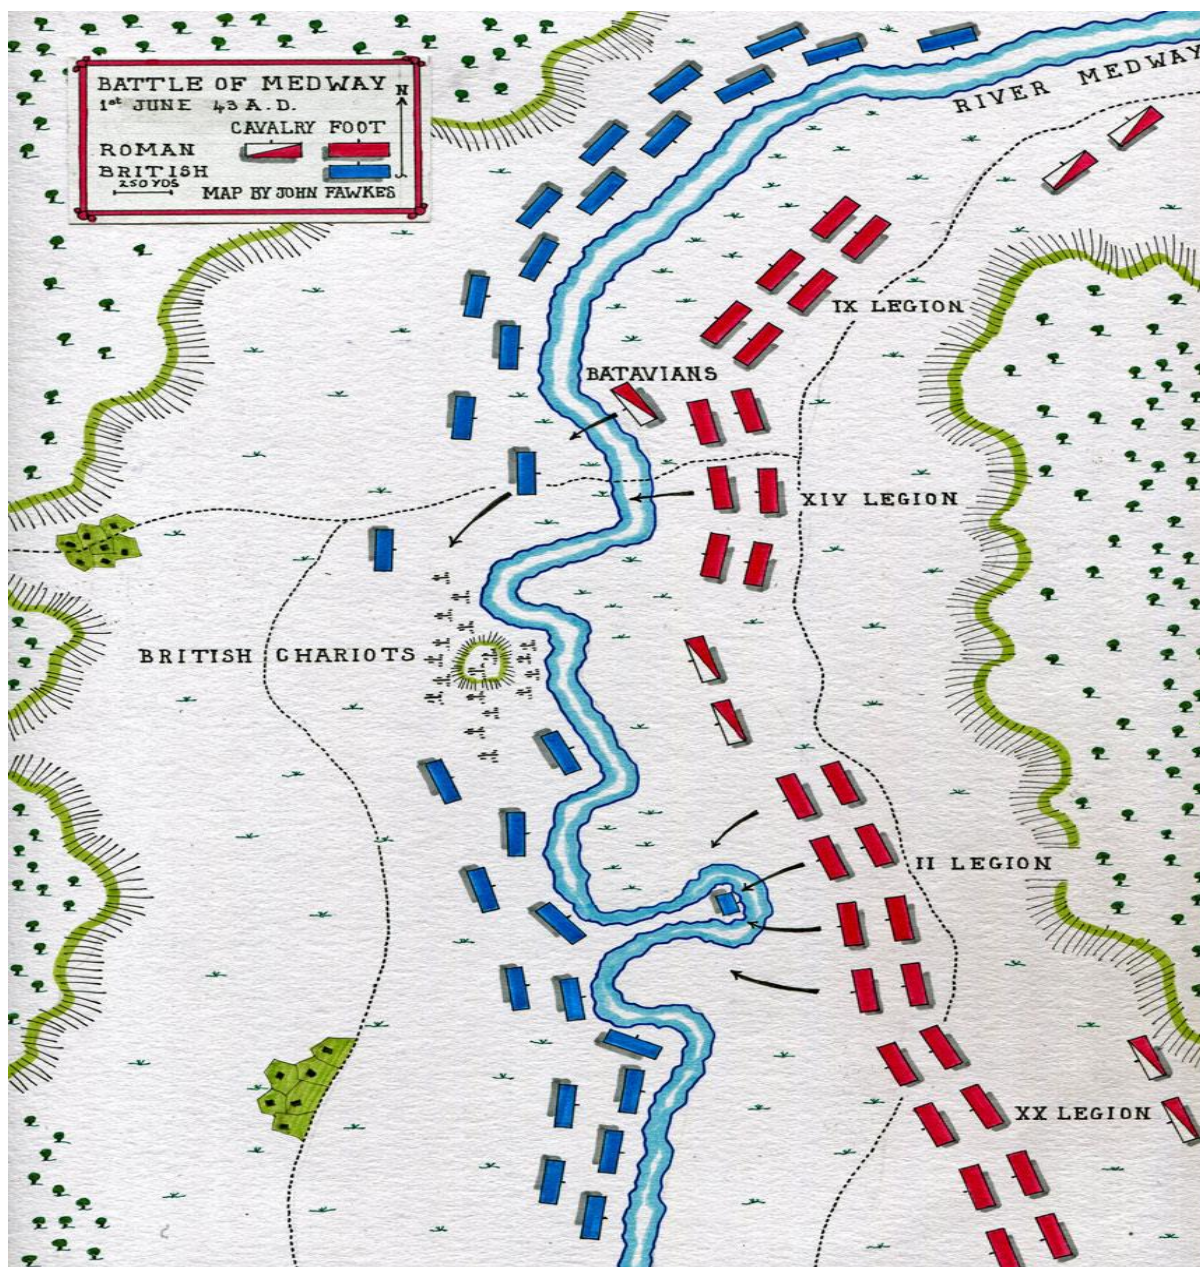 BATTLE OF MEDWAY
1st JUNE 43 A.D.
N
CAVALRY FOOT
ROMAN
BRITISH
250 YDS
MAP BY JOHN FAWKES
RIVER MEDWAY
IX LEGION
BATAVIANS
XIV LEGION
BRITISH CHARIOTS
II LEGION
XX LEGION